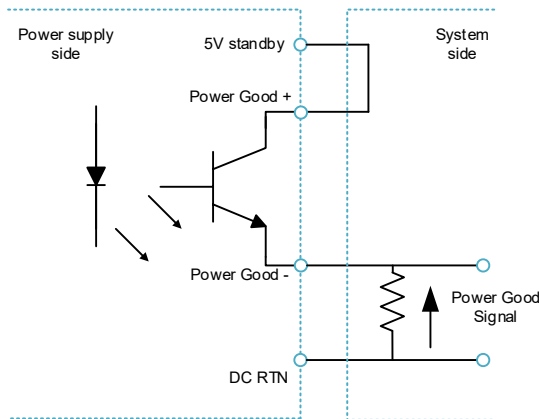 Power supply
side
5V standby
System
side
Power Good +
Power Good -
Power Good
Signal
DC RTN